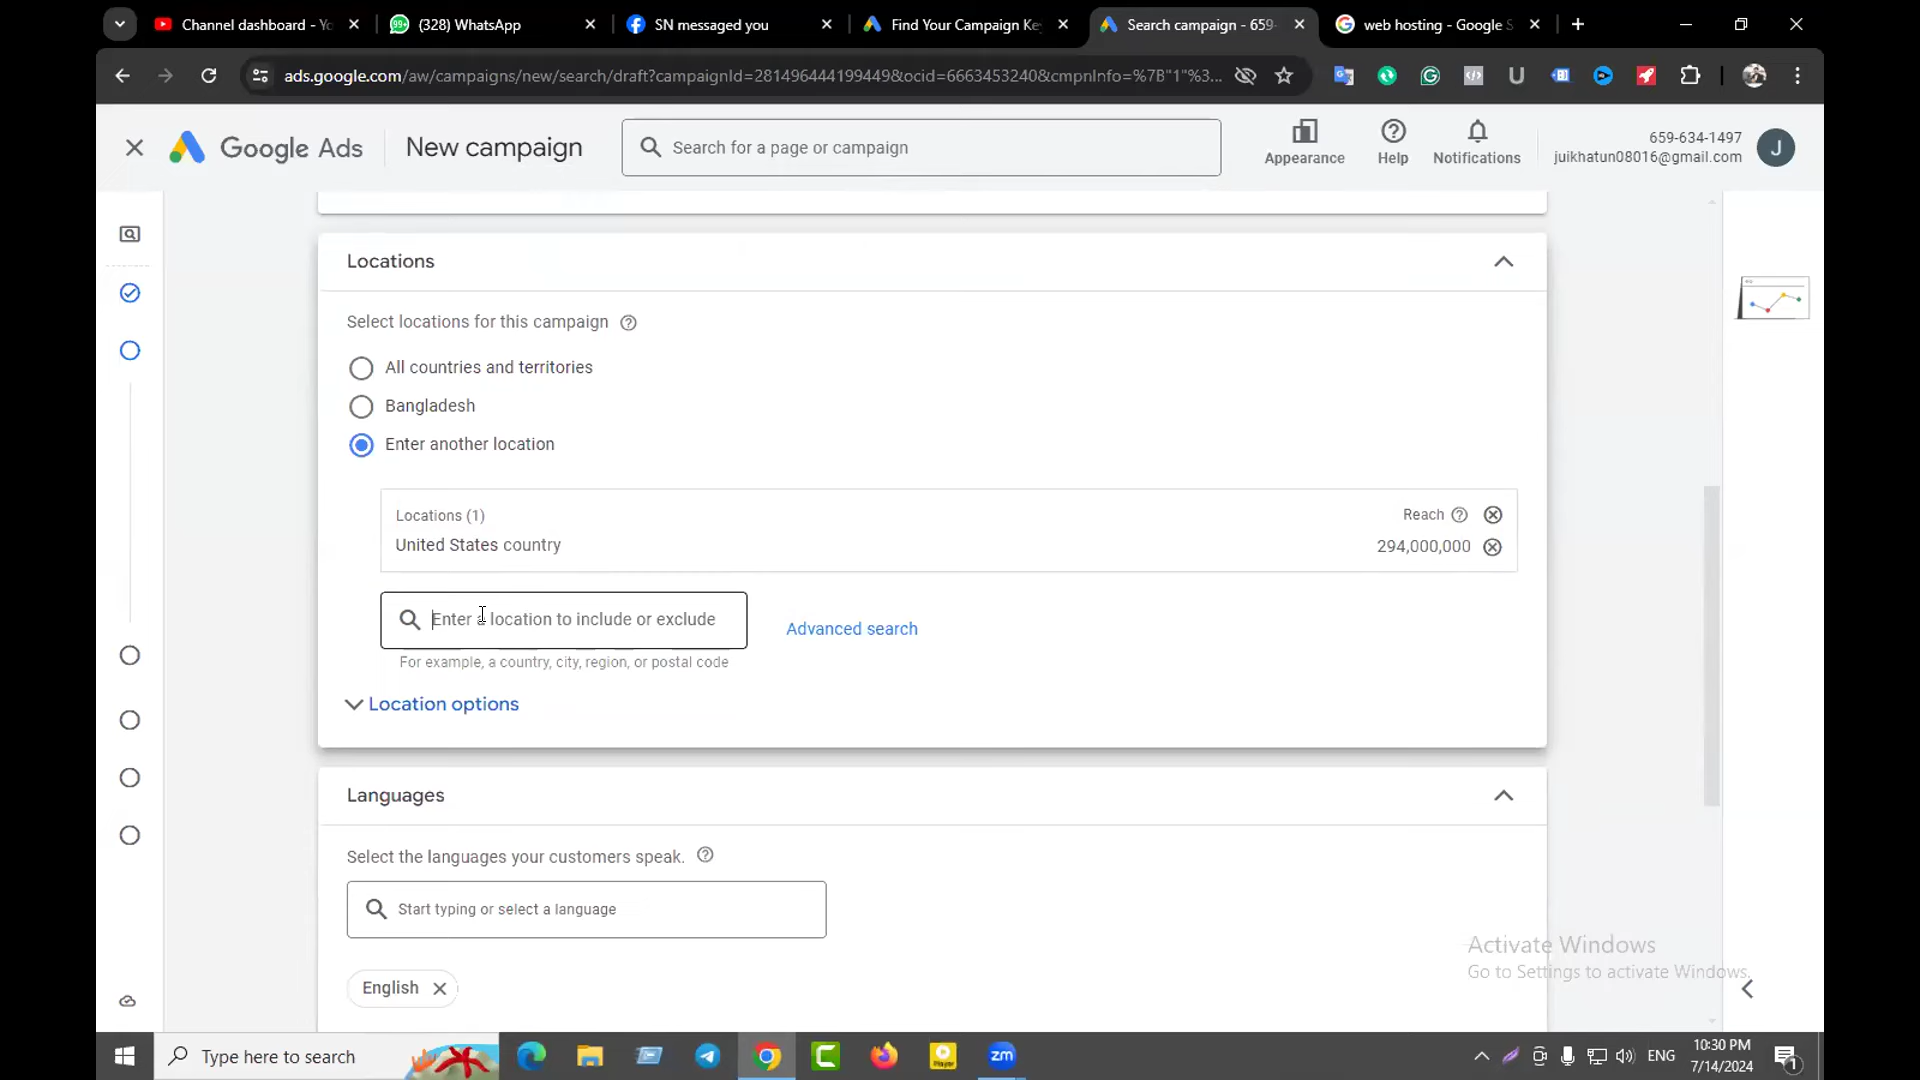 Channel dashboard - Yo
(328) WhatsApp
SN messaged you
Find Your Campaign Ke
Search campaign - 659-
web hosting - Google S
ads.google.com/aw/campaigns/new/search/draft?campaignId=281496444199449&ocid=6663453240&cmpnInfo=%7B"1"%3...
Google Ads
New campaign
Search for a page or campaign
Appearance
Help
Notifications
659-634-1497
juikhatun08016@gmail.com
J
Locations
Select locations for this campaign
All countries and territories
Bangladesh
Enter another location
Locations (1)
Reach
United States country
294,000,000
Enter a location to include or exclude
Advanced search
For example, a country, city, region, or postal code
Location options
Languages
Select the languages your customers speak.
Start typing or select a language
English
Activate Windows
Go to Settings to activate Windows.
Type here to search
zm
ENG
10:30 PM
7/14/2024
1